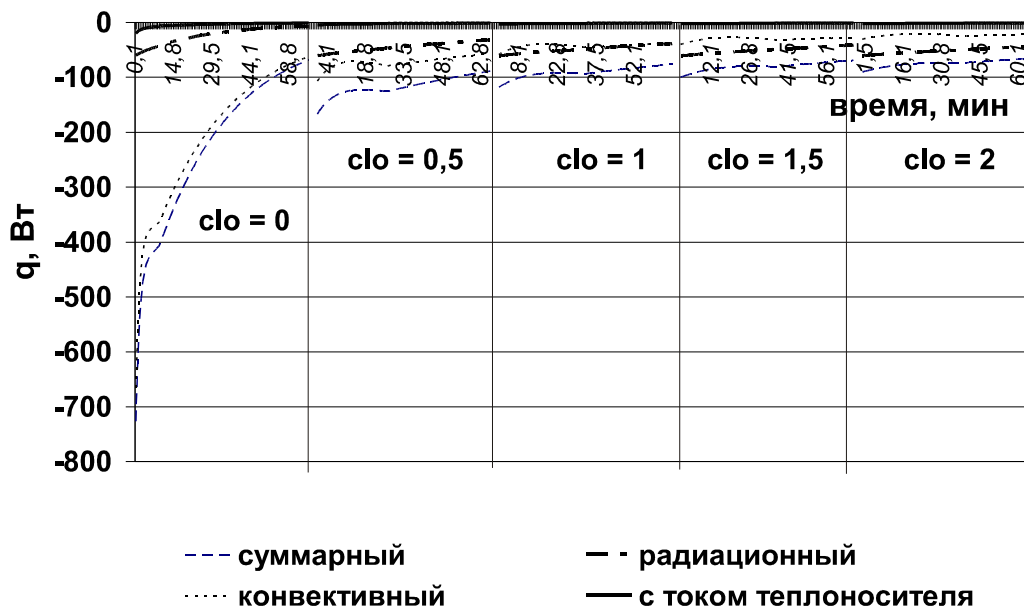 0
-100
-200
-300
-400
-500
-600
-700
-800
q, Вт
0,1 14,8 29,5 44,1 58,8 4,1 18,8 33,5 48,1 62,8 8,1 22,8 37,5 52,1 12,1 26,8 41,5 56,1 1,5 16,1 30,8 45,5 60,1
время, мин
clo = 0,5 clo = 1 clo = 1,5 clo = 2
clo = 0
суммарный радиационный
конвективный с током теплоносителя